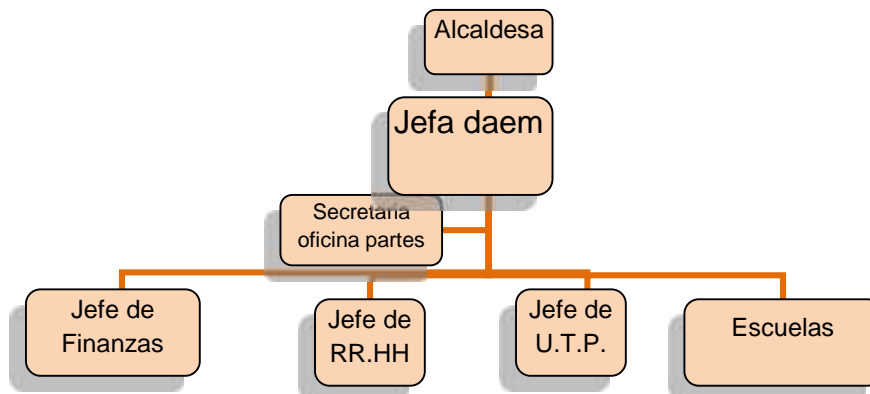 Alcaldesa
Jefa daem
Secretaria
oficina partes
Jefe de
Finanzas
Jefe de
RR.HH
Jefe de
U.T.P.
Escuelas